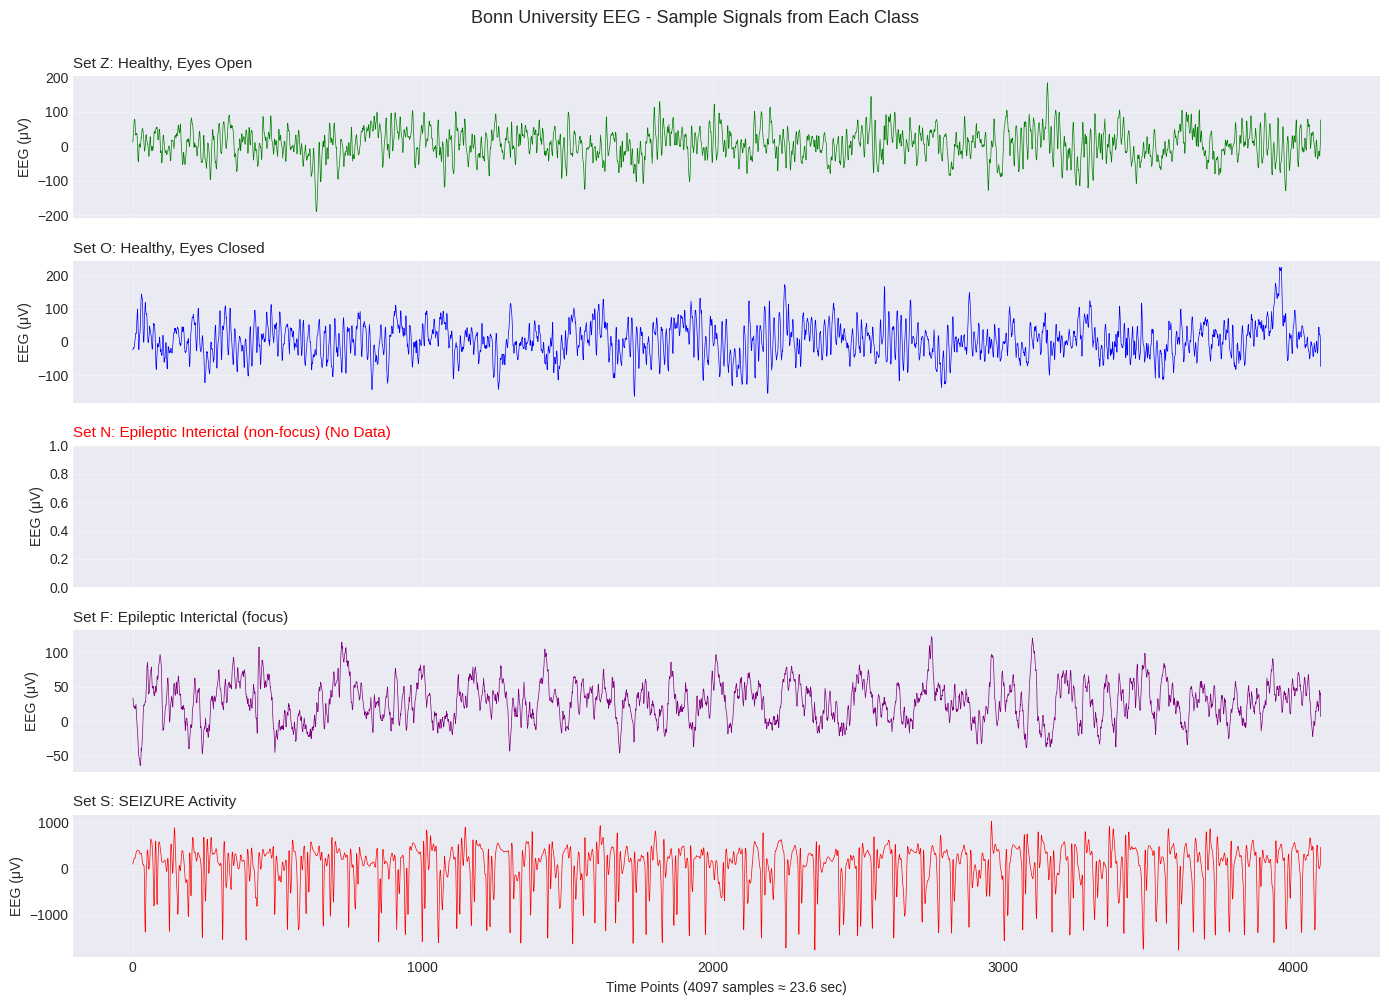 Bonn University EEG - Sample Signals from Each Class
Set Z: Healthy, Eyes Open
200
100
0
−100
−200
EEG (μV)
Set O: Healthy, Eyes Closed
200
100
0
−100
EEG (μV)
Set N: Epileptic Interictal (non-focus) (No Data)
1.0
0.8
0.6
0.4
0.2
0.0
EEG (μV)
Set F: Epileptic Interictal (focus)
100
50
0
−50
EEG (μV)
Set S: SEIZURE Activity
1000
0
−1000
EEG (μV)
0 1000 2000 3000 4000
Time Points (4097 samples ≈ 23.6 sec)